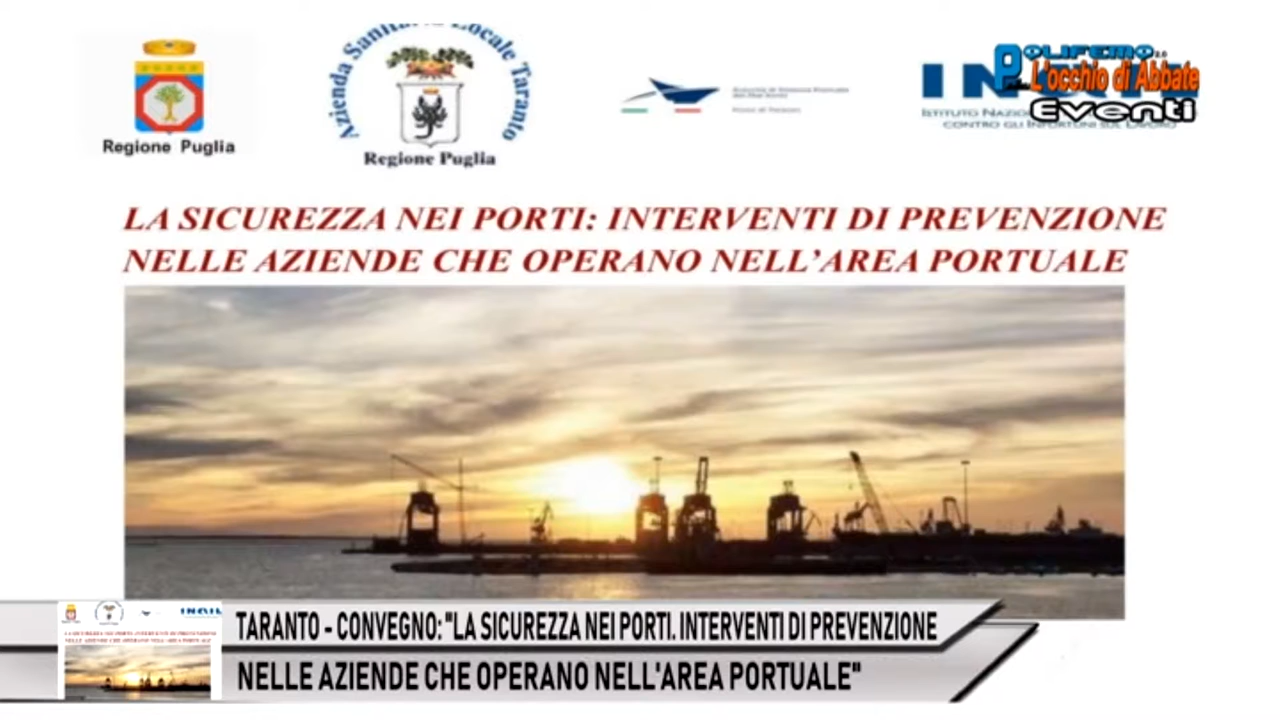 Azienda Sanitaria Locale Taranto
Regione Puglia
Regione Puglia
POLIFEMO
L'occhio di Abbate
Eventi
ISTITUTO
CONTRO GLI INFORTUNI SUL LAVORO
LA SICUREZZA NEI PORTI: INTERVENTI DI PREVENZIONE
NELLE AZIENDE CHE OPERANO NELL'AREA PORTUALE
TARANTO - CONVEGNO: "LA SICUREZZA NEI PORTI. INTERVENTI DI PREVENZIONE
NELLE AZIENDE CHE OPERANO NELL'AREA PORTUALE"